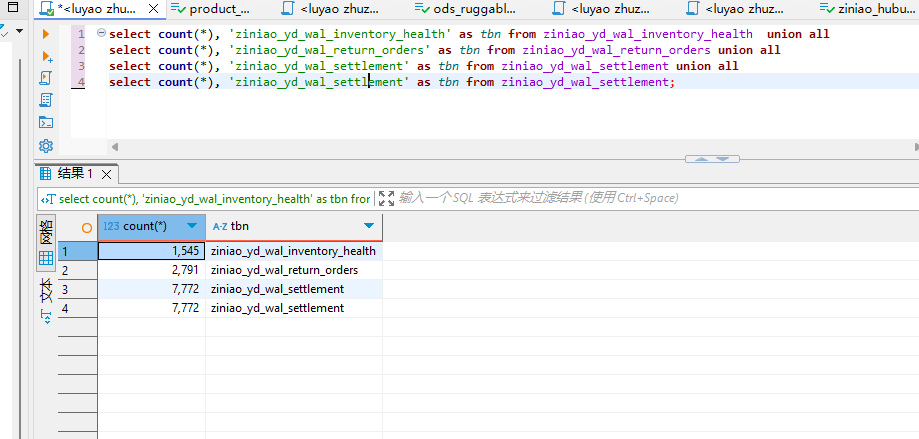 *<luyao zhu...
product_...
<luyao zhuz...
ods_ruggabl...
<luyao zhuz...
<luyao zhuz...
ziniao_hubu...
1 select count(*), 'ziniao_yd_wal_inventory_health' as tbn from ziniao_yd_wal_inventory_health union all
2 select count(*), 'ziniao_yd_wal_return_orders' as tbn from ziniao_yd_wal_return_orders union all
3 select count(*), 'ziniao_yd_wal_settlement' as tbn from ziniao_yd_wal_settlement union all
4 select count(*), 'ziniao_yd_wal_settlement' as tbn from ziniao_yd_wal_settlement;
结果 1
select count(*), 'ziniao_yd_wal_inventory_health' as tbn from
输入一个 SQL 表达式来过滤结果 (使用 Ctrl+Space)
网格
文本
123 count(*) A-Z tbn
1 1,545 ziniao_yd_wal_inventory_health
2 2,791 ziniao_yd_wal_return_orders
3 7,772 ziniao_yd_wal_settlement
4 7,772 ziniao_yd_wal_settlement